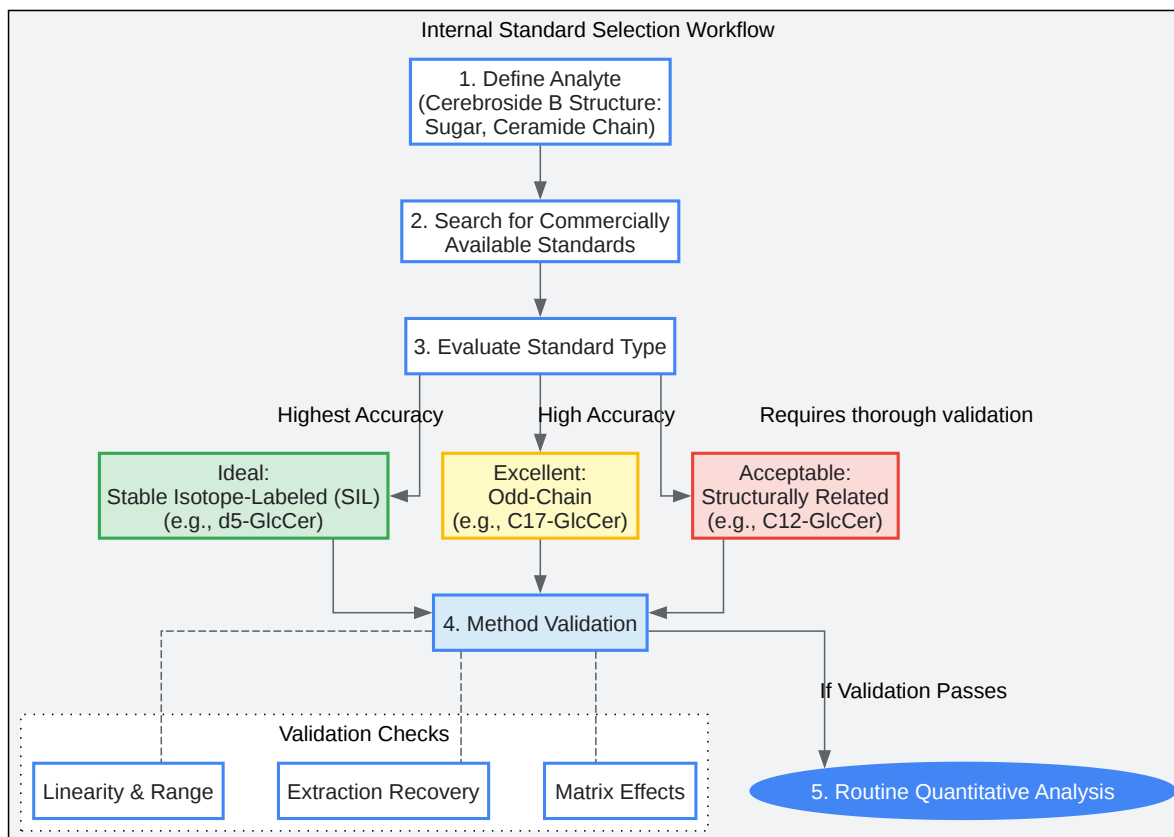 Internal Standard Selection Workflow
1. Define Analyte
(Cerebroside B Structure:
Sugar, Ceramide Chain)
2. Search for Commercially
Available Standards
3. Evaluate Standard Type
Highest Accuracy
High Accuracy
Requires thorough validation
Ideal:
Stable Isotope-Labeled (SIL)
(e.g., d5-GlcCer)
Excellent:
Odd-Chain
(e.g., C17-GlcCer)
Acceptable:
Structurally Related
(e.g., C12-GlcCer)
4. Method Validation
If Validation Passes
Validation Checks
Linearity & Range
Extraction Recovery
Matrix Effects
5. Routine Quantitative Analysis